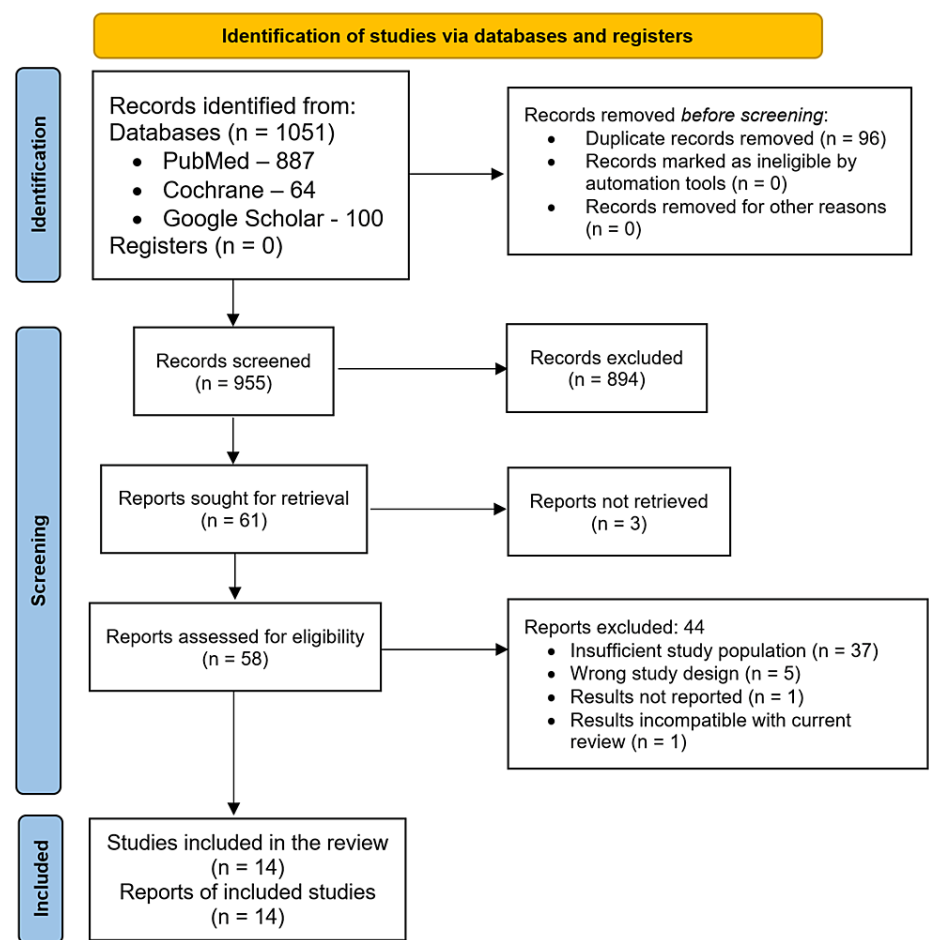 Identification of studies via databases and registers
Identification
Records identified from:
Databases (n = 1051)
• PubMed – 887
• Cochrane – 64
• Google Scholar - 100
Registers (n = 0)
Records removed before screening:
• Duplicate records removed (n = 96)
• Records marked as ineligible by
automation tools (n = 0)
• Records removed for other reasons
(n = 0)
Screening
Records screened
(n = 955)
Records excluded
(n = 894)
Reports sought for retrieval
(n = 61)
Reports not retrieved
(n = 3)
Reports assessed for eligibility
(n = 58)
Reports excluded: 44
• Insufficient study population (n = 37)
• Wrong study design (n = 5)
• Results not reported (n = 1)
• Results incompatible with current
review (n = 1)
Included
Studies included in the review
(n = 14)
Reports of included studies
(n = 14)